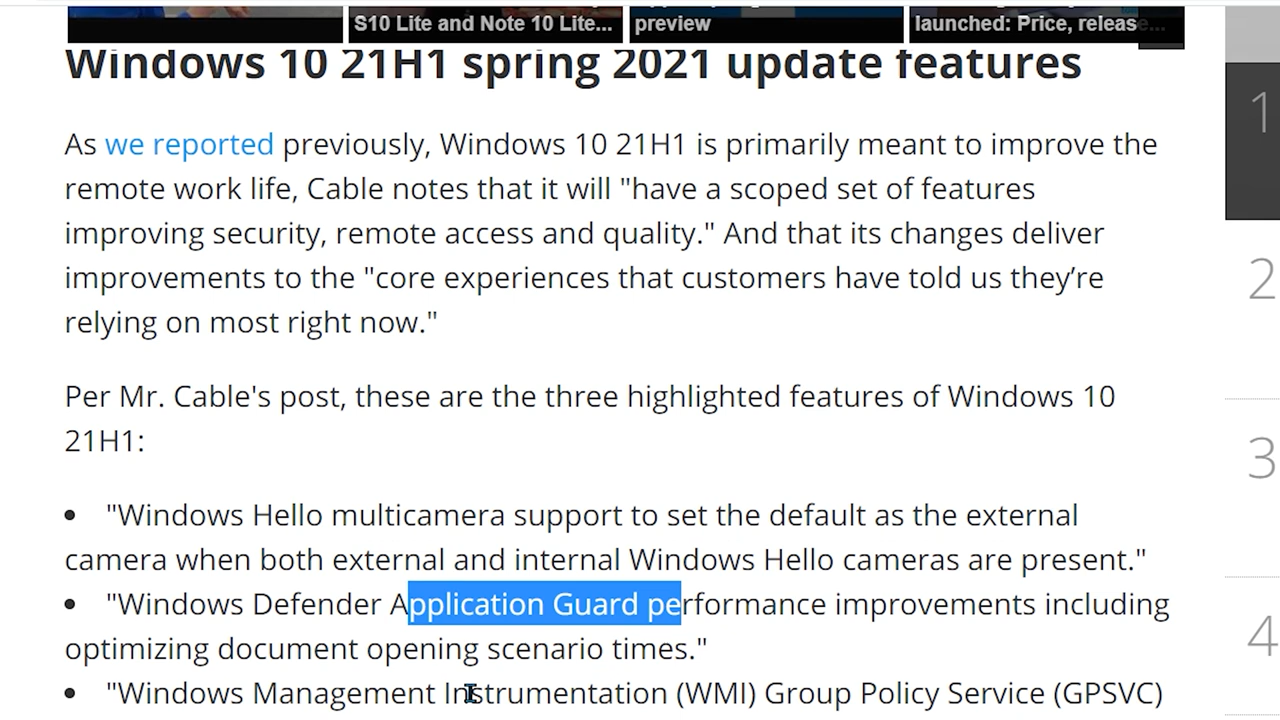 S10 Lite and Note 10 Lite...
preview
launched: Price, release...
Windows 10 21H1 spring 2021 update features
As we reported previously, Windows 10 21H1 is primarily meant to improve the
remote work life, Cable notes that it will "have a scoped set of features
improving security, remote access and quality." And that its changes deliver
improvements to the "core experiences that customers have told us they’re
relying on most right now."
Per Mr. Cable's post, these are the three highlighted features of Windows 10
21H1:
• "Windows Hello multicamera support to set the default as the external
camera when both external and internal Windows Hello cameras are present."
• "Windows Defender Application Guard performance improvements including
optimizing document opening scenario times."
• "Windows Management Instrumentation (WMI) Group Policy Service (GPSVC)
1
2
3
4